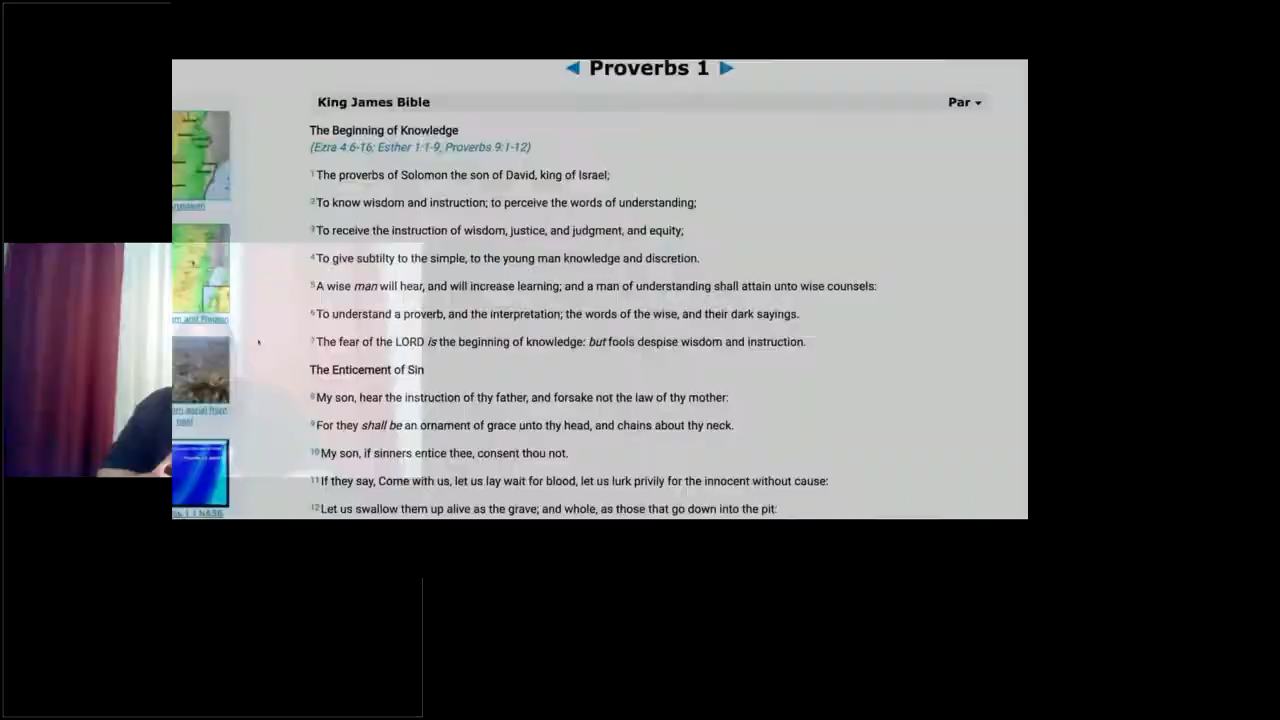 Proverbs 1
King James Bible
Par
The Beginning of Knowledge
(Ezra 4:6-16; Esther 1:1-9; Proverbs 9:1-12)
1 The proverbs of Solomon the son of David, king of Israel;
2 To know wisdom and instruction; to perceive the words of understanding;
3 To receive the instruction of wisdom, justice, and judgment, and equity;
4 To give subtilty to the simple, to the young man knowledge and discretion.
5 A wise man will hear, and will increase learning; and a man of understanding shall attain unto wise counsels:
6 To understand a proverb, and the interpretation; the words of the wise, and their dark sayings.
7 The fear of the LORD is the beginning of knowledge: but fools despise wisdom and instruction.
The Enticement of Sin
8 My son, hear the instruction of thy father, and forsake not the law of thy mother:
9 For they shall be an ornament of grace unto thy head, and chains about thy neck.
10 My son, if sinners entice thee, consent thou not.
11 If they say, Come with us, let us lay wait for blood, let us lurk privily for the innocent without cause:
12 Let us swallow them up alive as the grave; and whole, as those that go down into the pit: